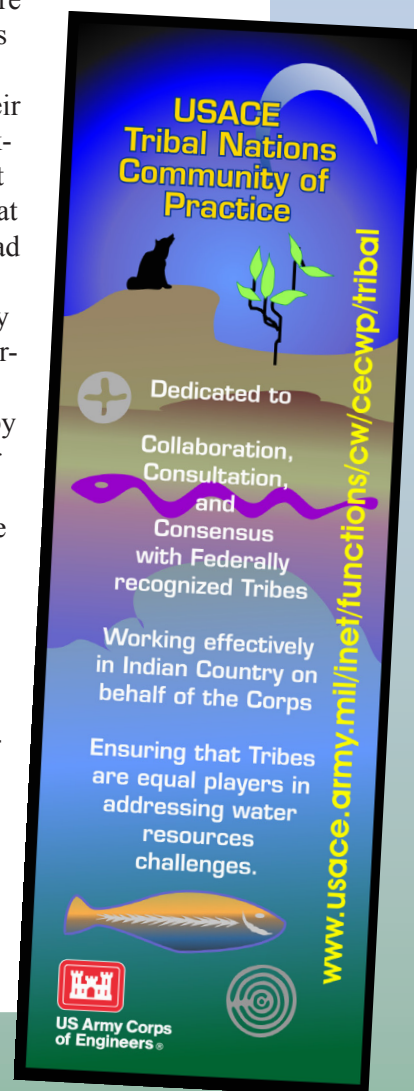 USACE
Tribal Nations
Community of
Practice
Dedicated to
Collaboration,
Consultation,
and
Consensus
with Federally
recognized Tribes
Working effectively
in Indian Country on
behalf of the Corps
Ensuring that Tribes
are equal players in
addressing water
resources
challenges.
US Army Corps
of Engineers®
www.usace.army.mil/inet/functions/cw/cecwp/tribal